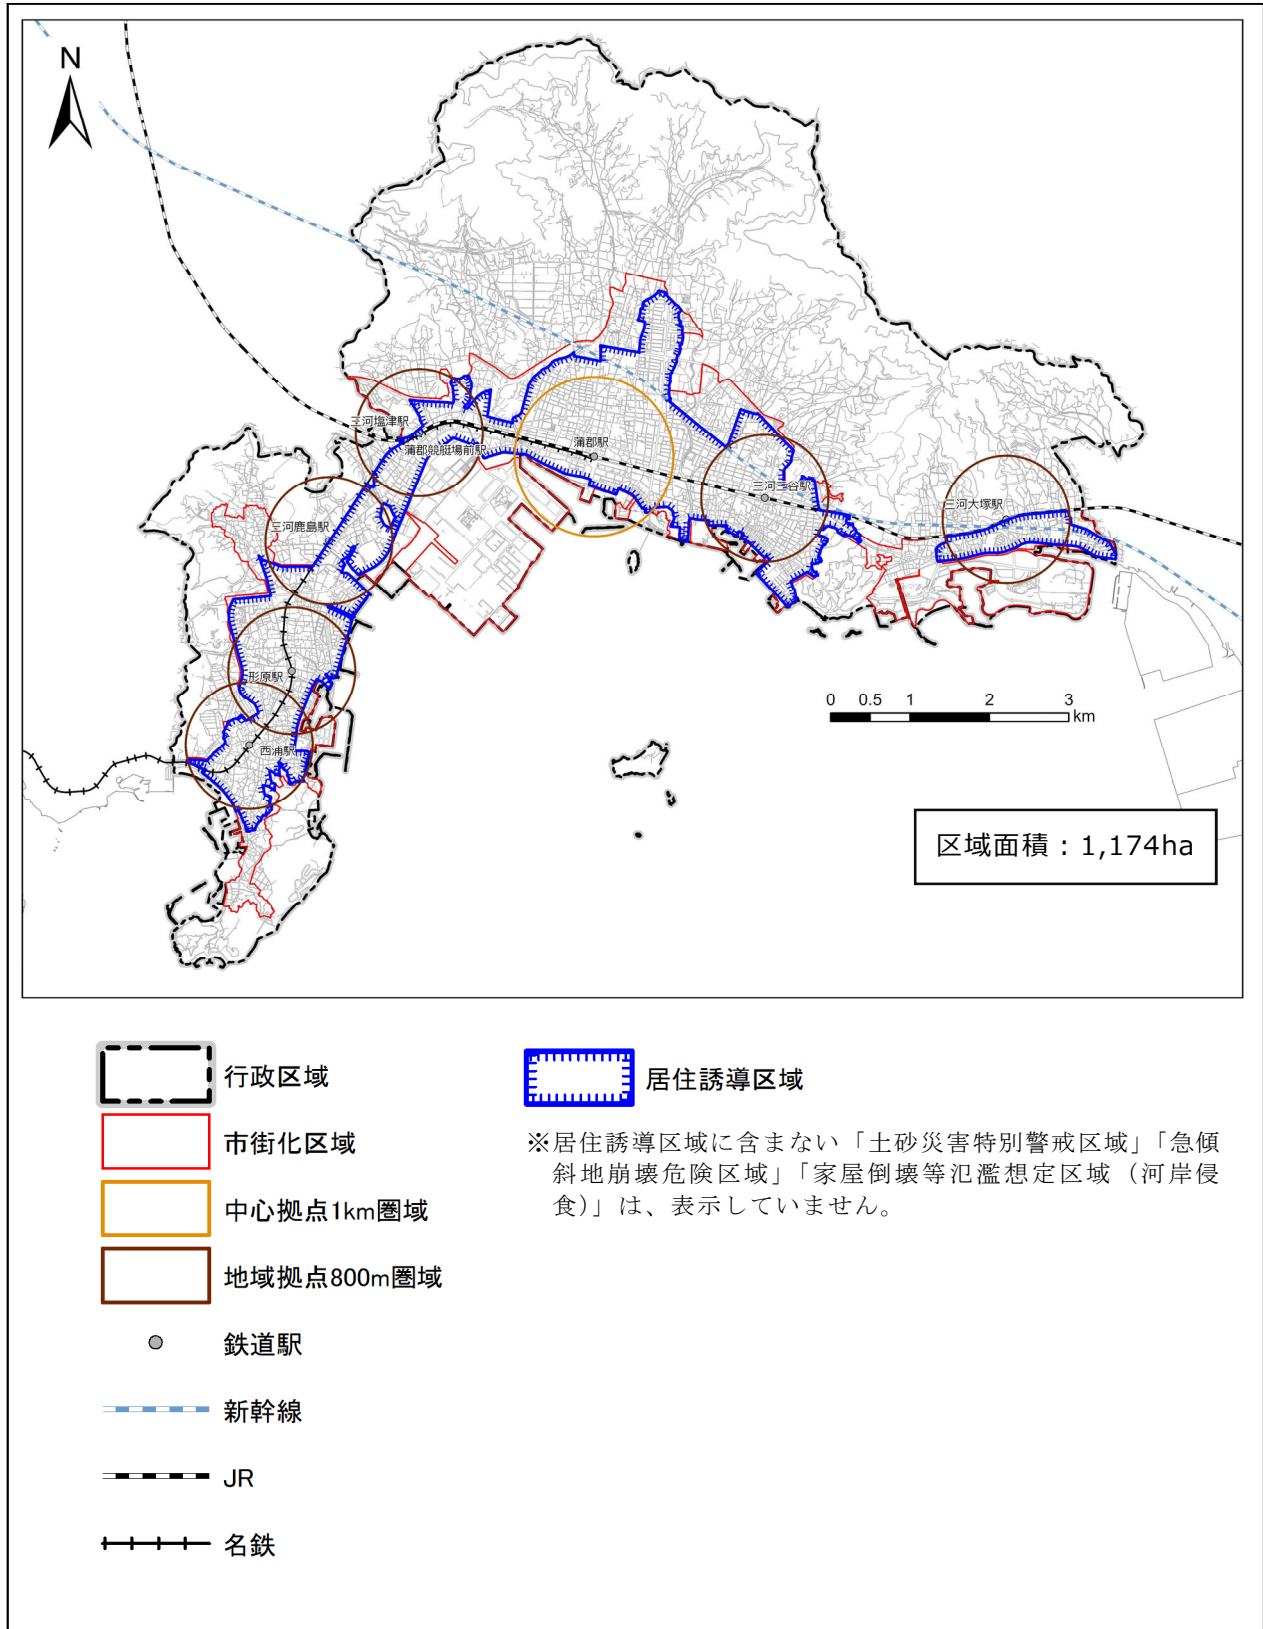 N
三河塩津駅
蒲郡競艇場前駅
蒲郡駅
三河三谷駅
三河大塚駅
三河鹿島駅
形原駅
西浦駅
0 0.5 1 2 3
km
区域面積：1,174ha
行政区域
市街化区域
中心拠点1km圏域
地域拠点800m圏域
鉄道駅
新幹線
JR
名鉄
居住誘導区域
※居住誘導区域に含まない「土砂災害特別警戒区域」「急傾
斜地崩壊危険区域」「家屋倒壊等氾濫想定区域（河岸侵
食）」は、表示していません。